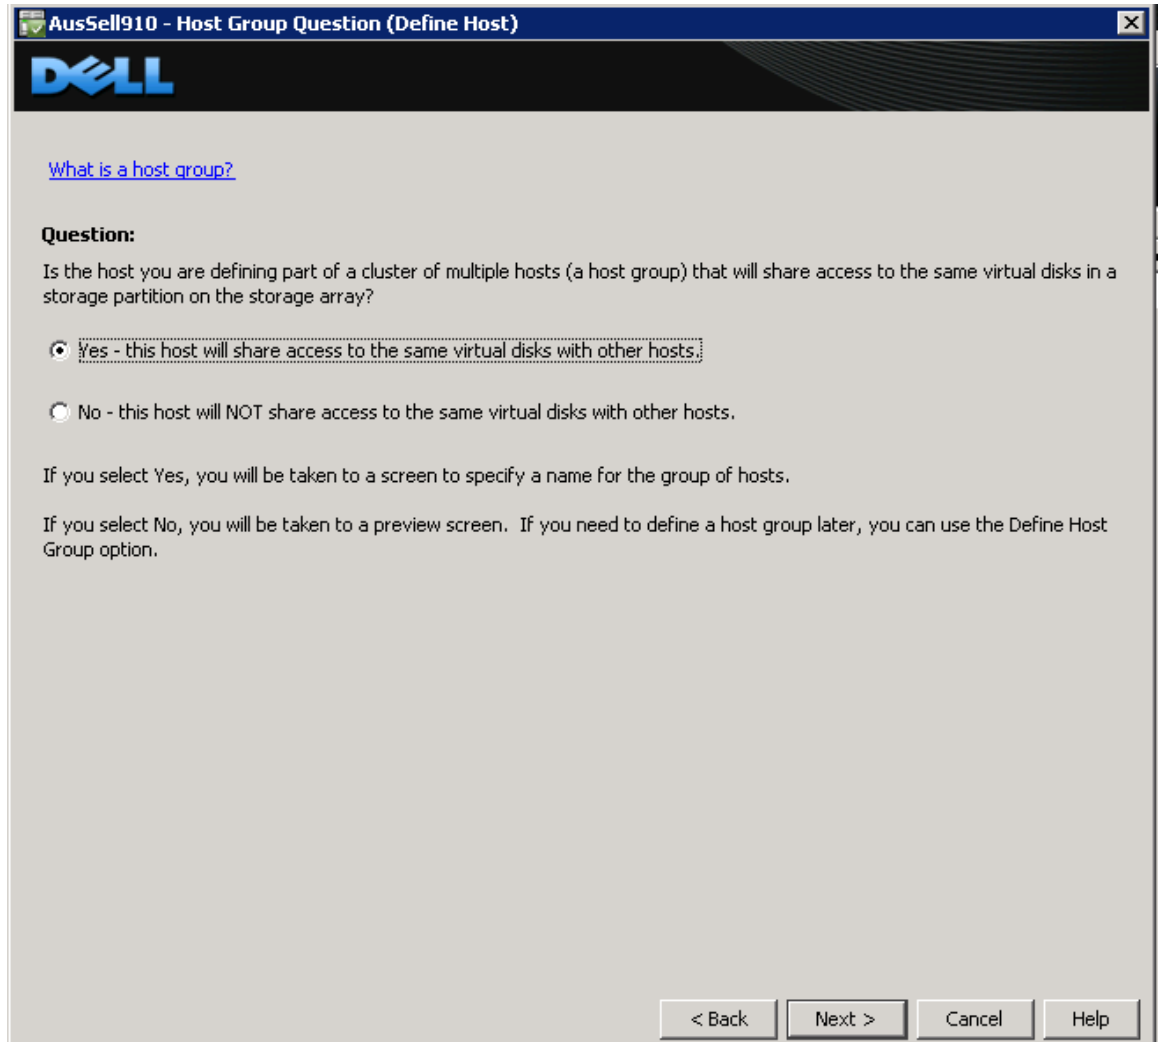 AusSell910 - Host Group Question (Define Host)
DELL
What is a host group?
Question:
Is the host you are defining part of a cluster of multiple hosts (a host group) that will share access to the same virtual disks in a
storage partition on the storage array?
Yes - this host will share access to the same virtual disks with other hosts.
No - this host will NOT share access to the same virtual disks with other hosts.
If you select Yes, you will be taken to a screen to specify a name for the group of hosts.
If you select No, you will be taken to a preview screen.  If you need to define a host group later, you can use the Define Host
Group option.
< Back Next > Cancel Help